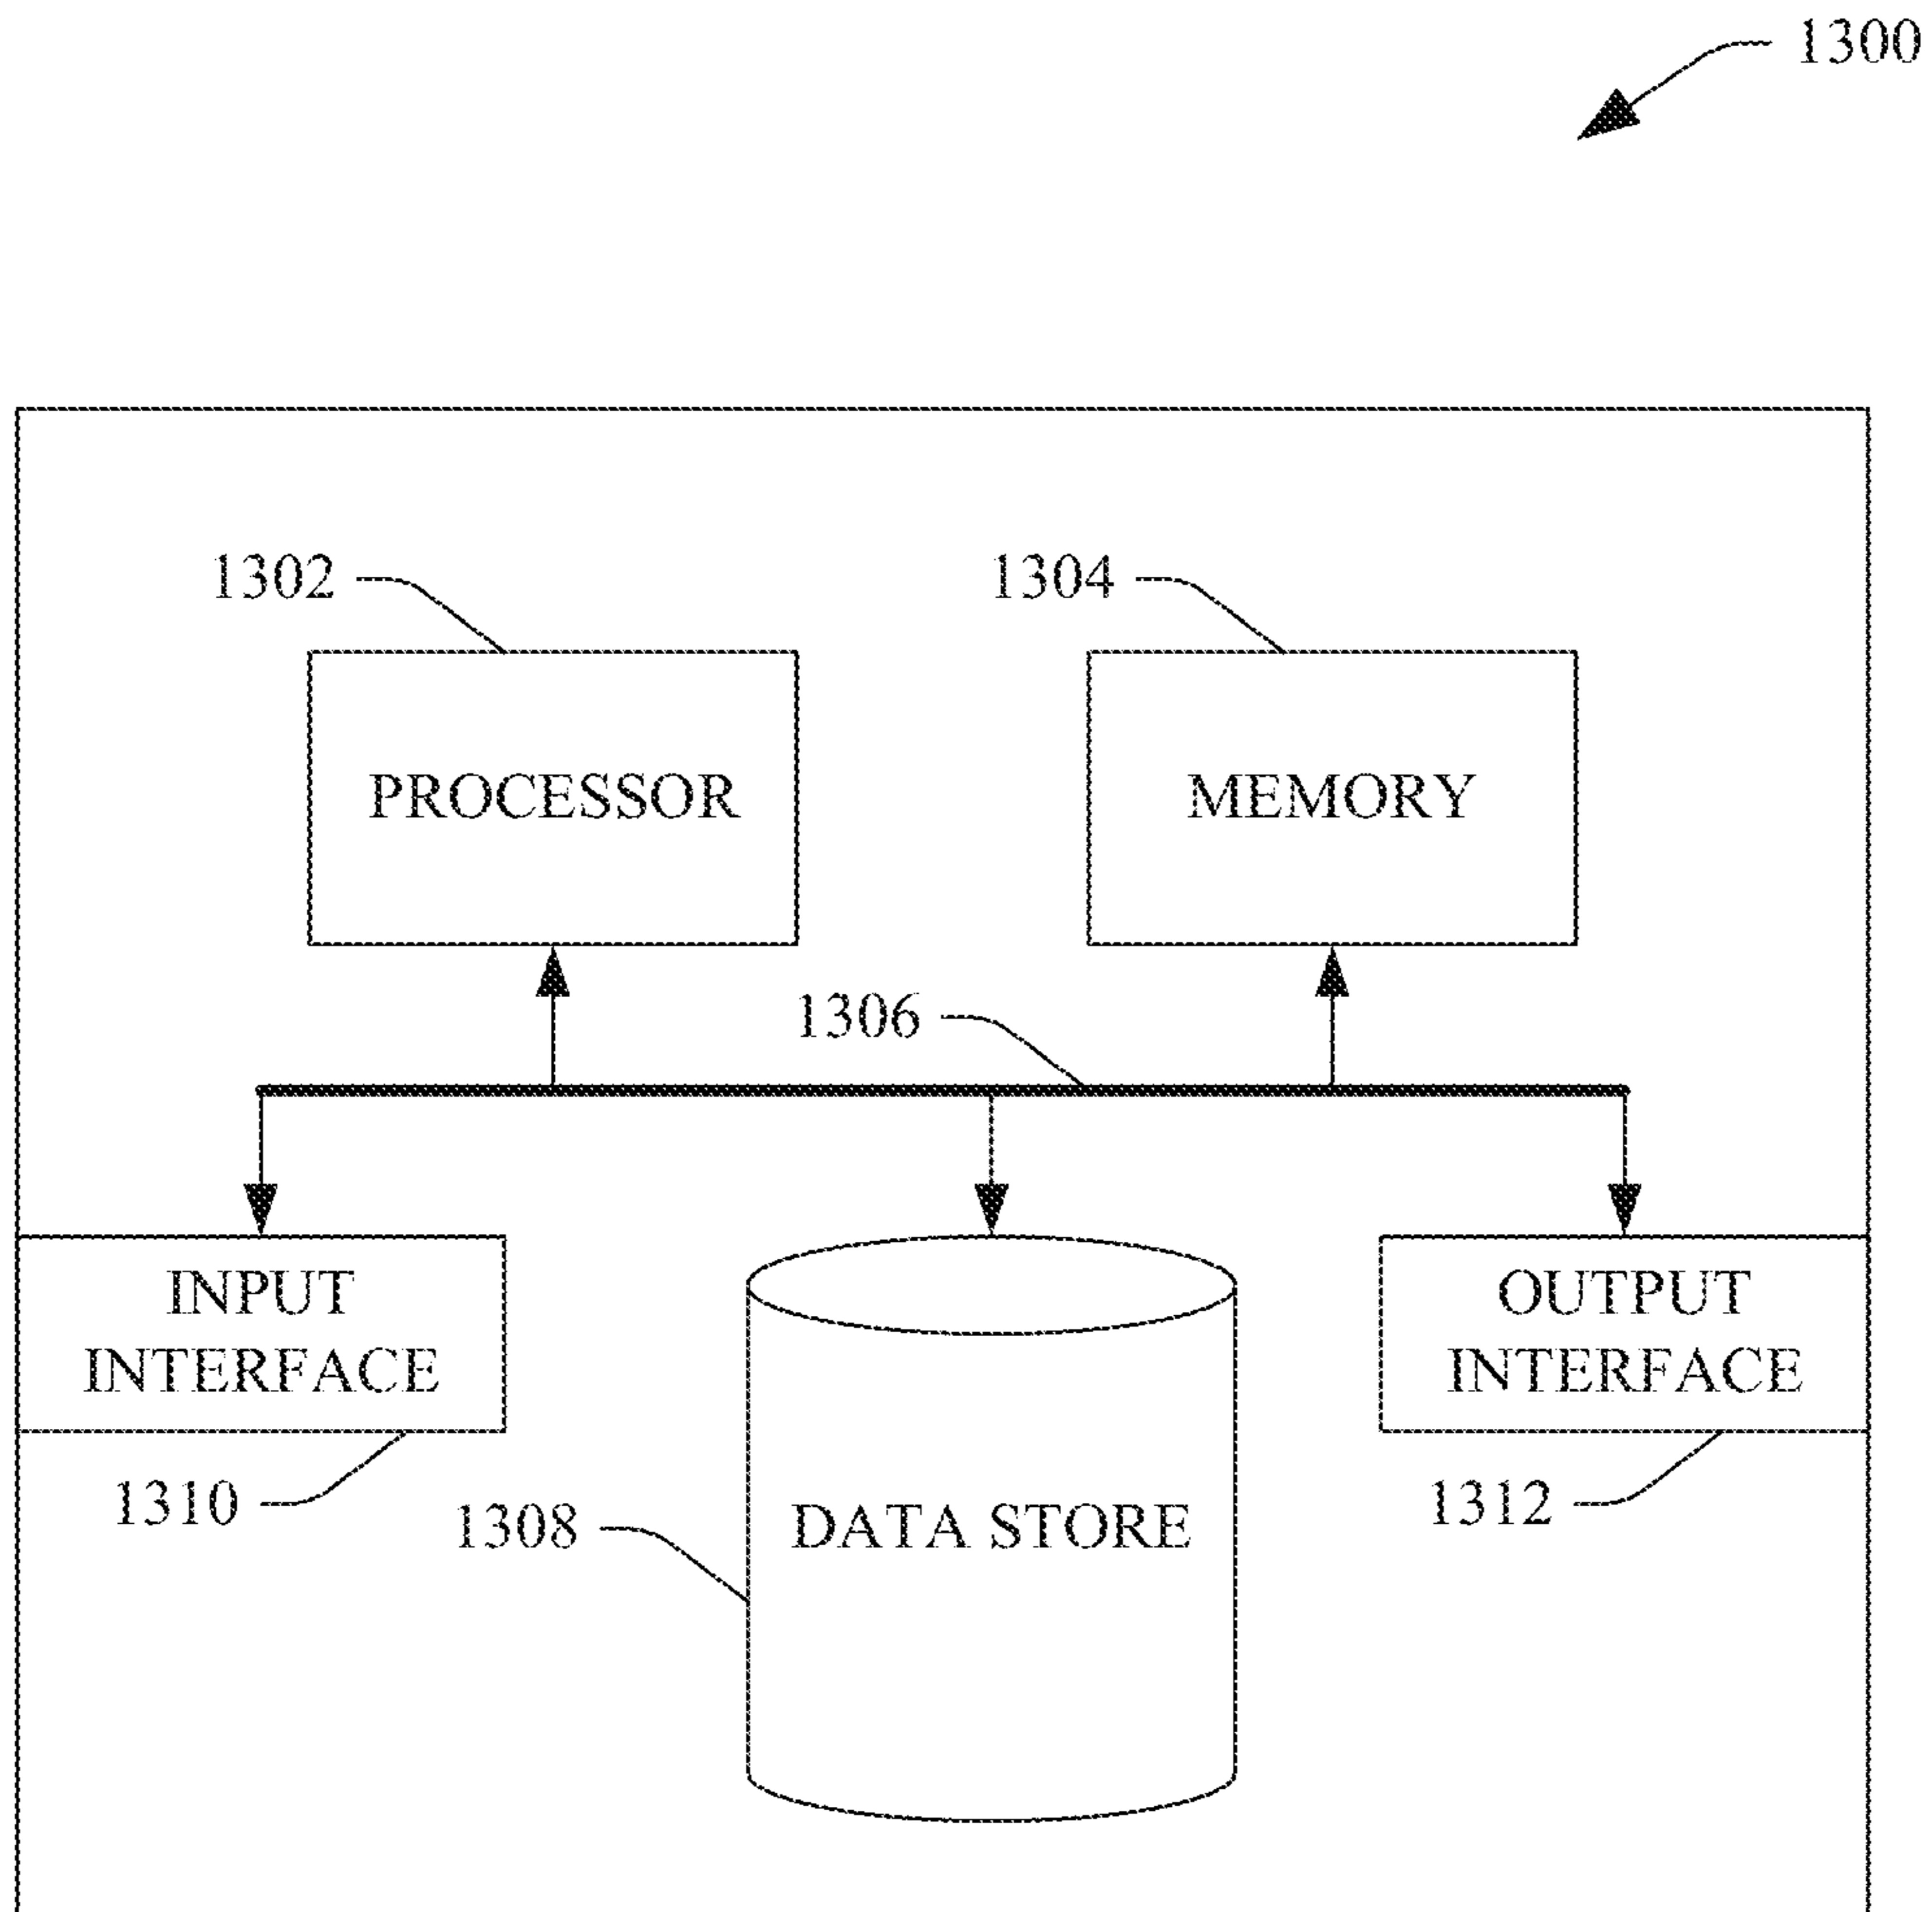 1300
1302
1304
PROCESSOR
MEMORY
1306
INPUT
INTERFACE
OUTPUT
INTERFACE
1310
1308
DATA STORE
1312